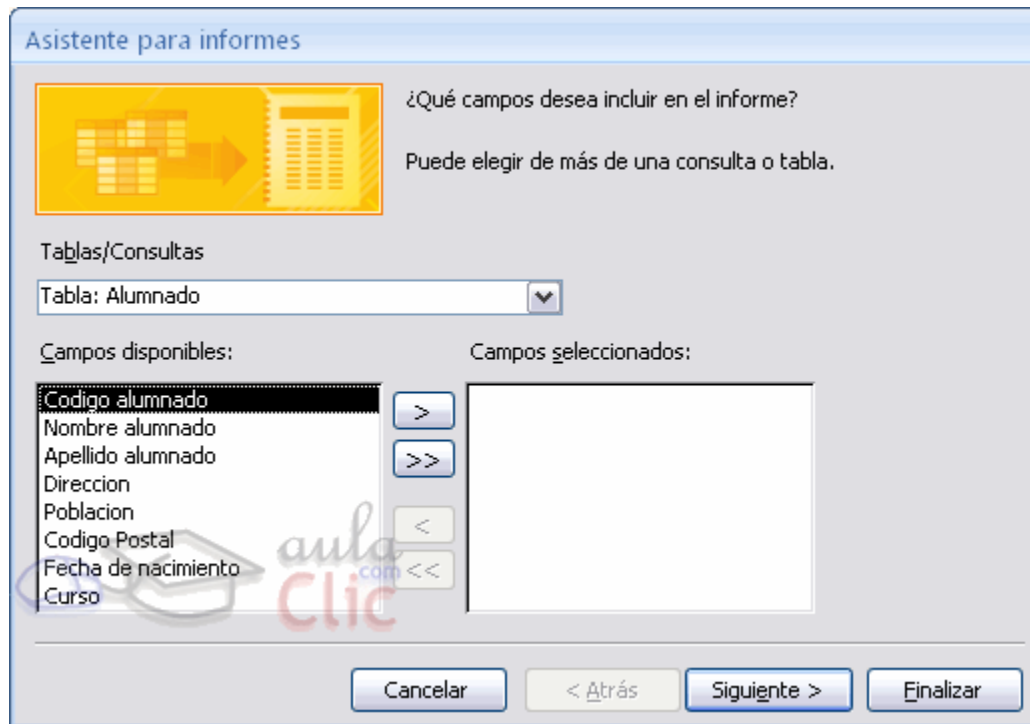 Asistente para informes
¿Qué campos desea incluir en el informe?
Puede elegir de más de una consulta o tabla.
Tablas/Consultas
Tabla: Alumnado
Campos disponibles:
Campos seleccionados:
Codigo alumnado
Nombre alumnado
Apellido alumnado
Direccion
Poblacion
Codigo Postal
Fecha de nacimiento
Curso
>
>>
<
<<
aula
.com
Clic
Cancelar
< Atrás
Siguiente >
Finalizar